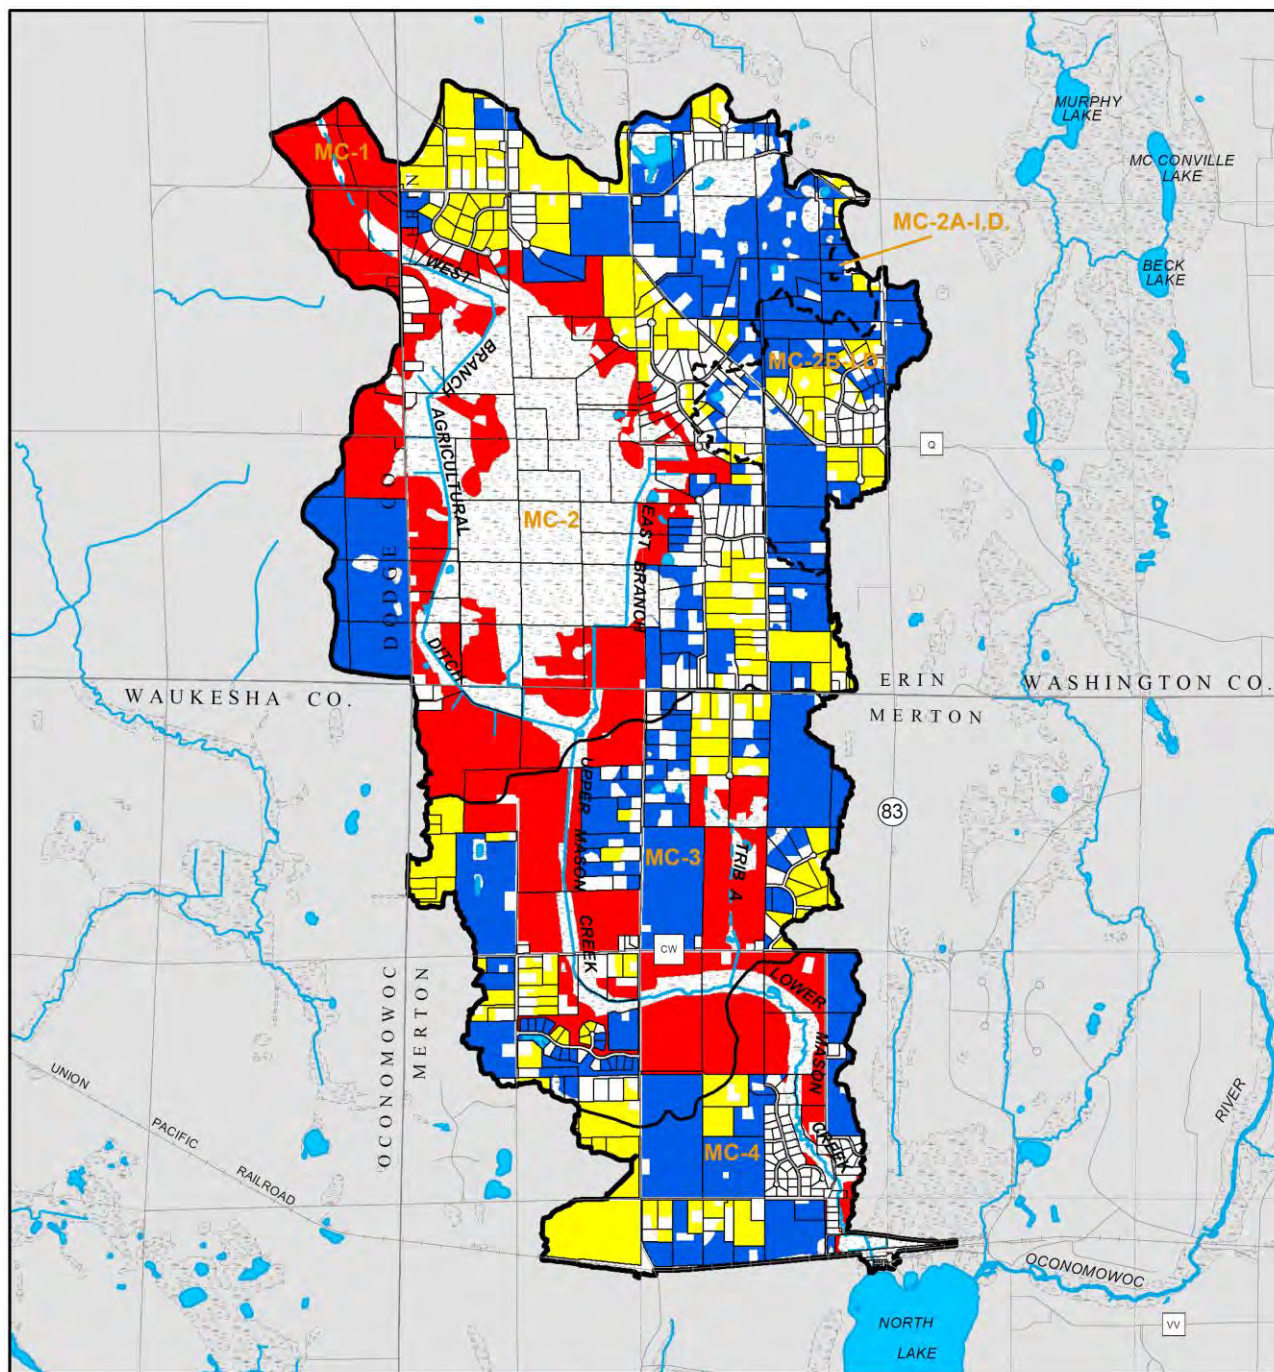 MURPHY
LAKE
MC CONVILLE
LAKE
MC-1
MC-2A-I.D.
WEST
BECK
LAKE
BRANCH
MC-2B-I.D.
AGRICULTURAL
Q
MC-2
EAST
BRANCH
DODGE CO.
DITCH
WAUKESHA CO.
ERIN
WASHINGTON CO.
MERTON
UPPER MASON CREEK
83
MC-3
TRIB A
CW
LOWER
MASON
CREEK
OCONOMOWOC
MERTON
UNION
PACIFIC
RAILROAD
MC-4
RIVER
OCONOMOWOC
NORTH
LAKE
VV